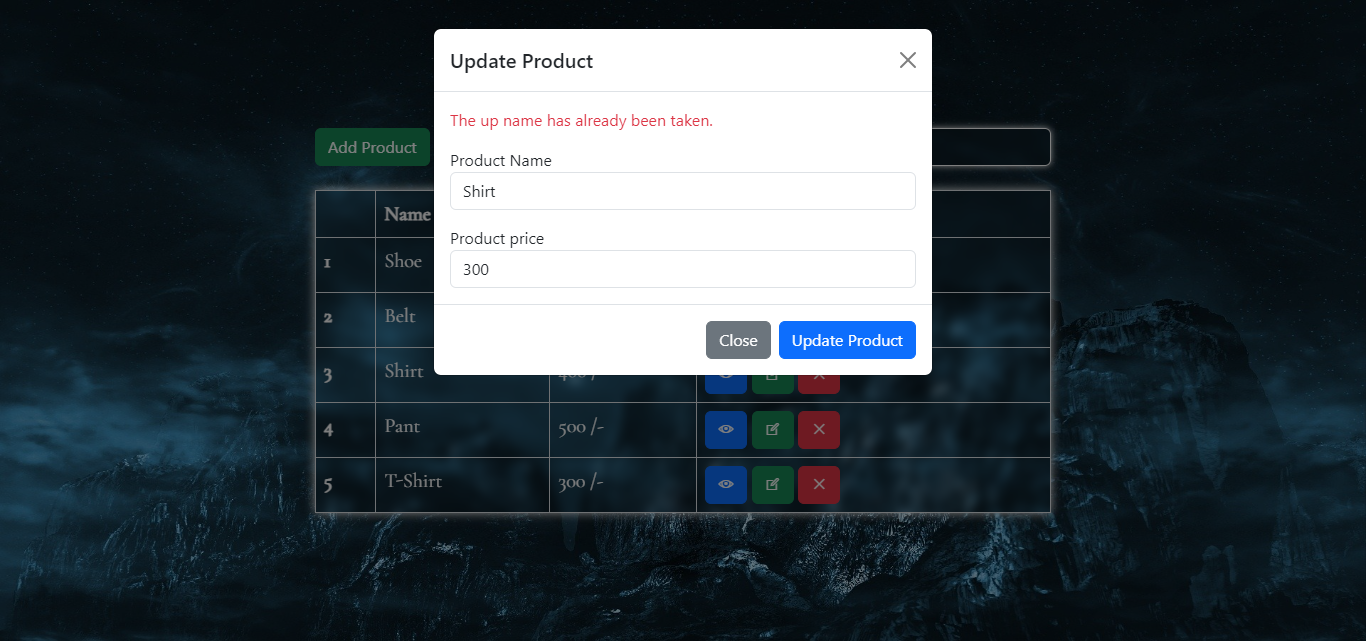 Update Product
The up name has already been taken.
Add Product
Product Name
Shirt
Name
Product price
1 Shoe
300
2 Belt
Close Update Product
3 Shirt
4 Pant 500 /-
5 T-Shirt 300 /-